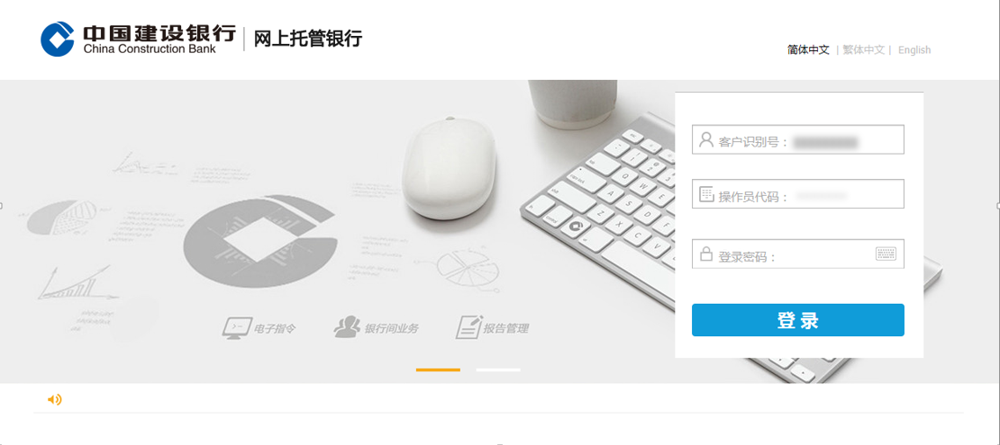 中国建设银行
China Construction Bank
网上托管银行
简体中文 | 繁体中文 | English
客户识别号：
操作员代码：
登录密码：
登 录
电子指令
银行间业务
报告管理